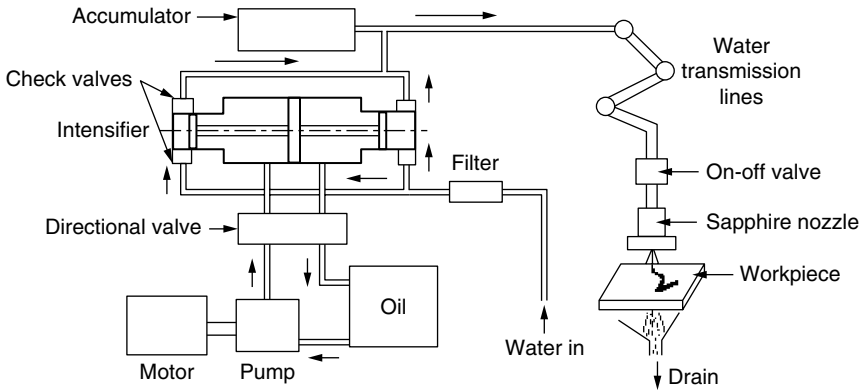 Accumulator
Check valves
Intensifier
Water
transmission
lines
Filter
On-off valve
Directional valve
Sapphire nozzle
Workpiece
Oil
Motor
Pump
Water in
Drain